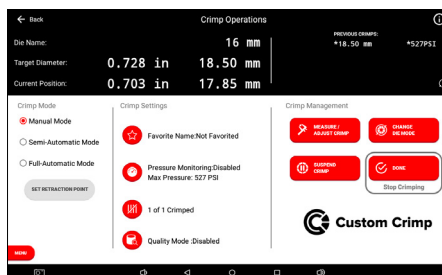 Back
Crimp Operations
Die Name:
16 mm
PREVIOUS CRIMPS:
*18.50 mm *527PSI
Target Diameter:
0.728 in 18.50 mm
Current Position:
0.703 in 17.85 mm
Crimp Mode
Manual Mode
Semi-Automatic Mode
Full-Automatic Mode
SET RETRACTION POINT
MENU
Crimp Settings
Favorite Name:Not Favorited
Pressure Monitoring:Disabled
Max Pressure: 527 PSI
1 of 1 Crimped
Quality Mode :Disabled
Crimp Management
MEASURE /
ADJUST CRIMP
CHANGE
DIE MODE
SUSPEND
CRIMP
DONE
Stop Crimping
Custom Crimp